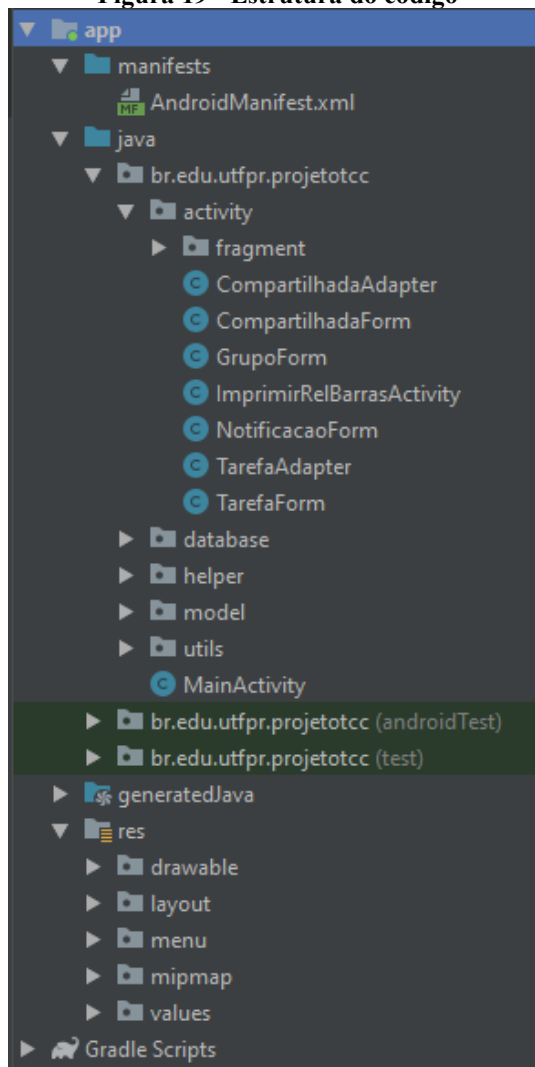 Figura 19 - Estrutura do código
app
manifests
MF AndroidManifest.xml
java
br.edu.utfpr.projetotcc
activity
fragment
C CompartilhadaAdapter
C CompartilhadaForm
C GrupoForm
C ImprimirRelBarrasActivity
C NotificacaoForm
C TarefaAdapter
C TarefaForm
database
helper
model
utils
C MainActivity
br.edu.utfpr.projetotcc (androidTest)
br.edu.utfpr.projetotcc (test)
generatedJava
res
drawable
layout
menu
mipmap
values
Gradle Scripts